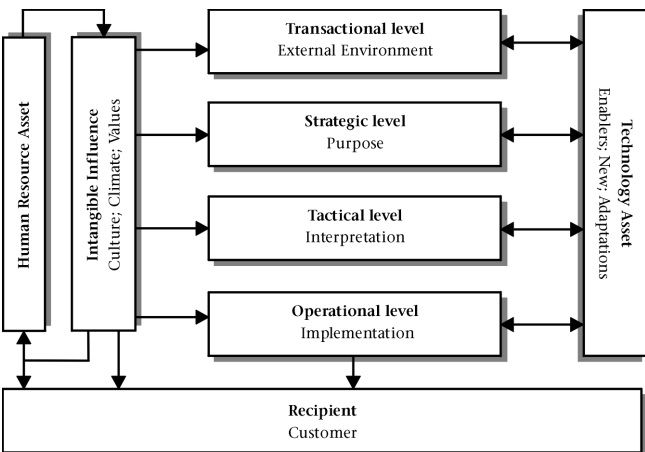 Human Resource Asset
Intangible Influence
Culture; Climate; Values
Transactional level
External Environment
Strategic level
Purpose
Tactical level
Interpretation
Operational level
Implementation
Technology Asset
Enablers; New; Adaptations
Recipient
Customer